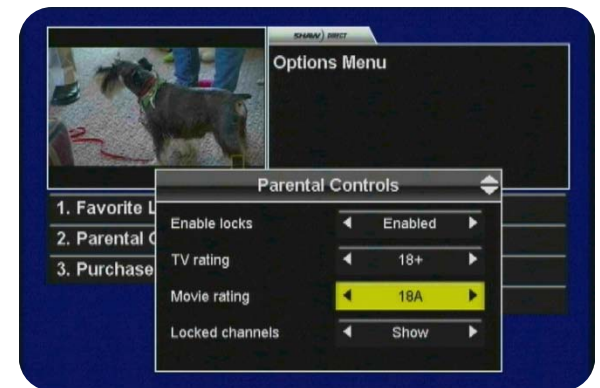 SHAW) DIRECT
Options Menu
Parental Controls
1. Favorite L
2. Parental
3. Purchase
Enable locks Enabled
TV rating 18+
Movie rating 18A
Locked channels Show